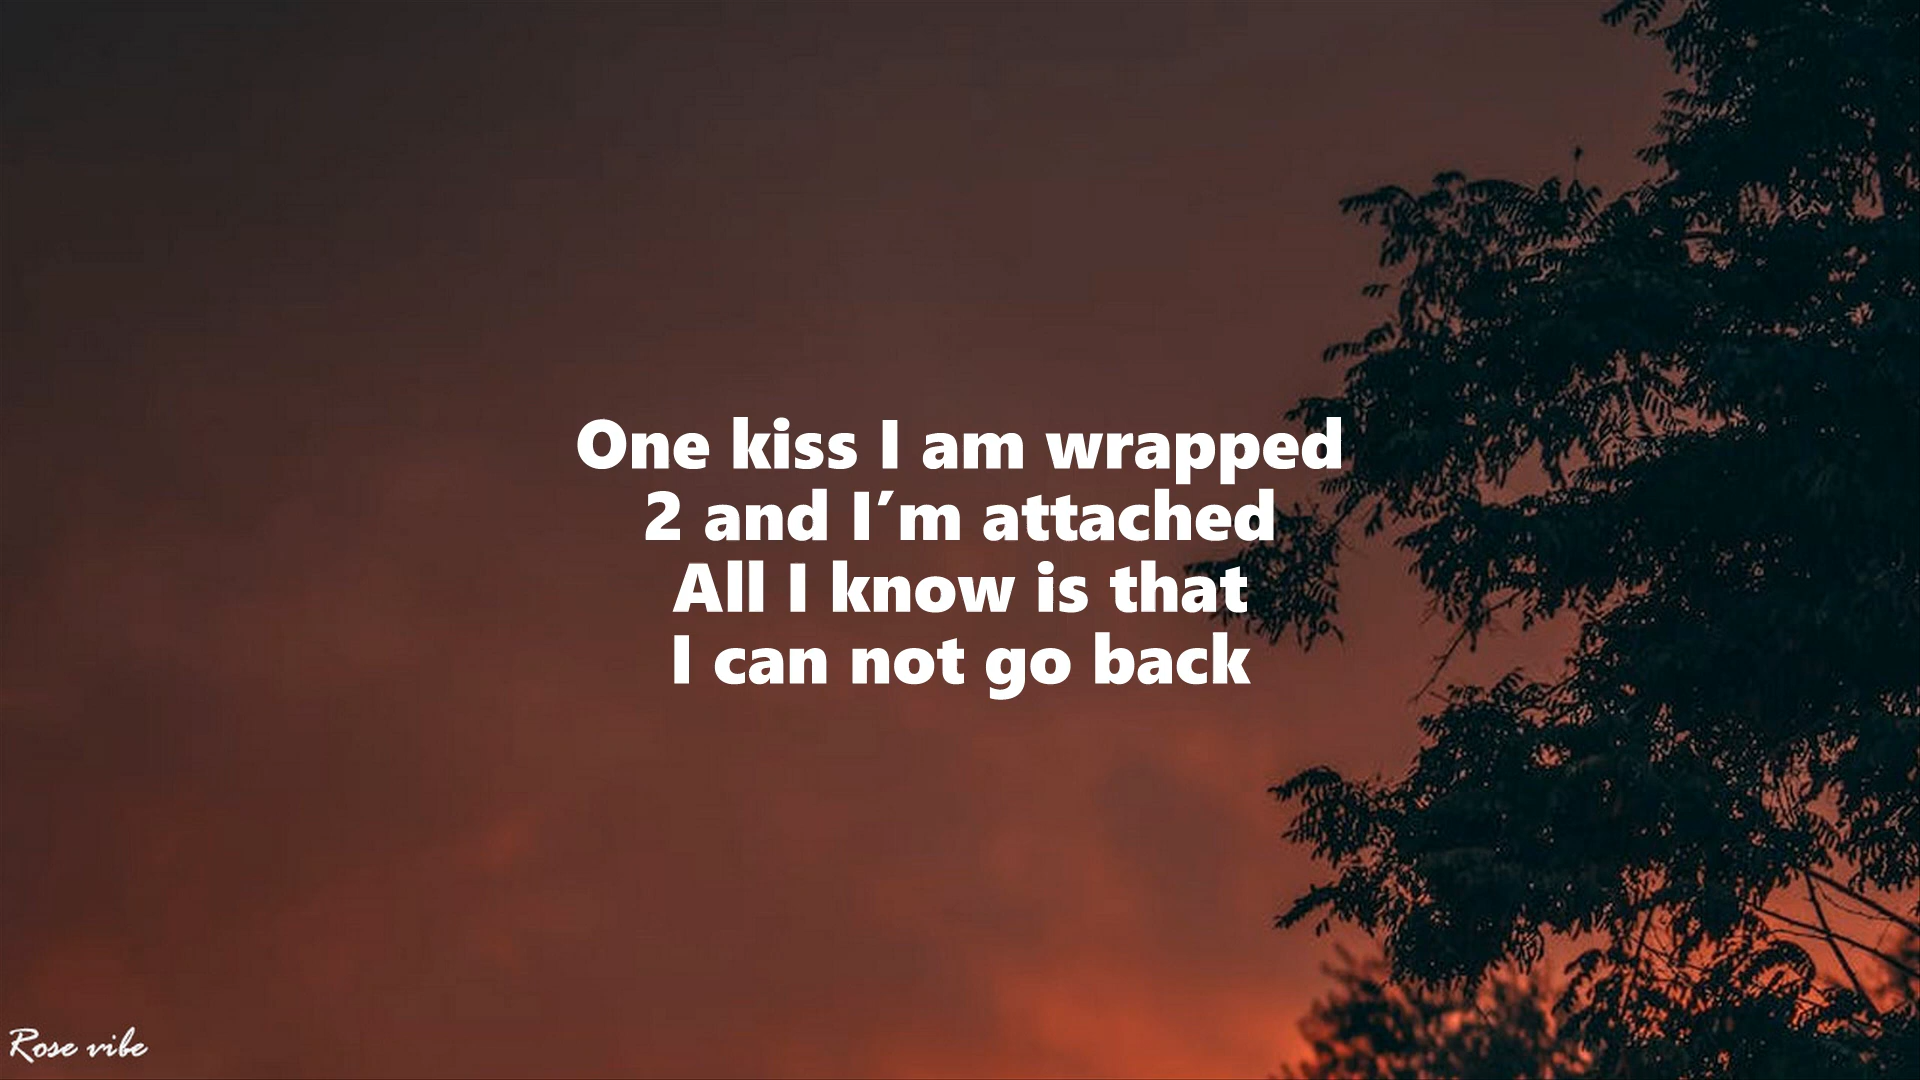 One kiss I am wrapped
2 and I´m attached
All I know is that
I can not go back
Rose vibe